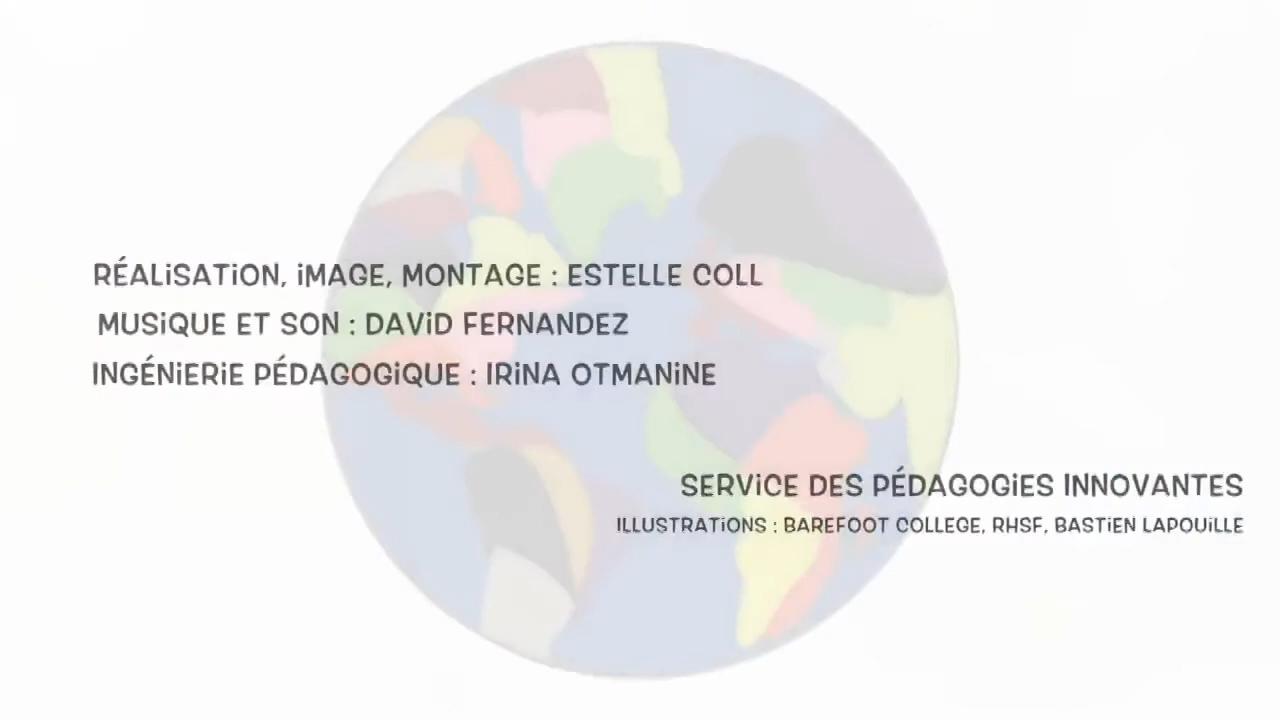 RÉALiSATiON, iMAGE, MONTAGE : ESTELLE COLL
MUSiQUE ET SON : DAViD FERNANDEZ
INGÉNiERiE PÉDAGOGiQUE : IRiNA OTMANiNE
SERViCE DES PÉDAGOGiES INNOVANTES
ILLUSTRATiONS : BAREFOOT COLLEGE, RHSF, BASTiEN LAPOUiLLE